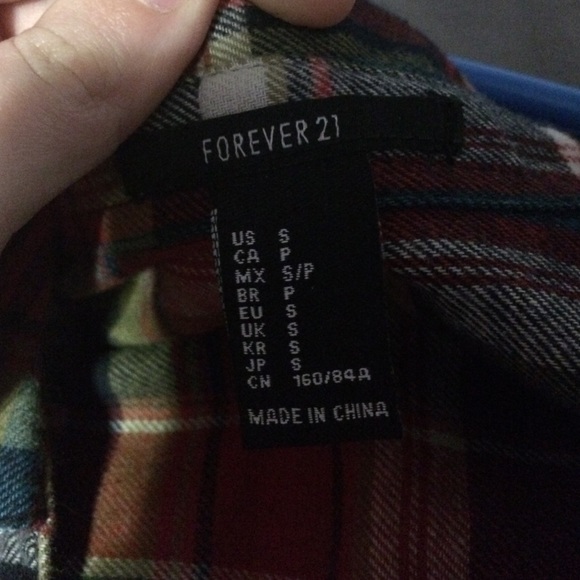 FOREVER 21
US S
CA P
MX S/P
BR P
EU S
UK S
KR S
JP S
CN 160/84A
MADE IN CHINA